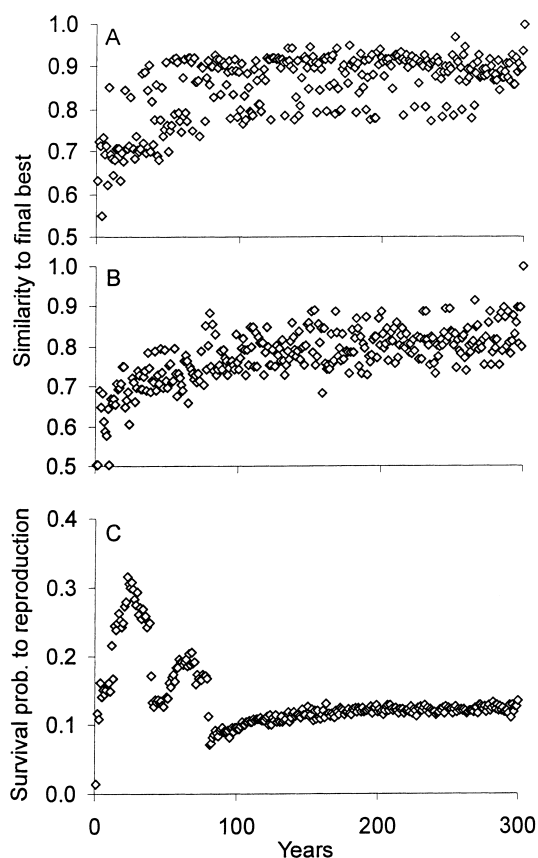 A
1.0
0.9
0.8
0.7
0.6
0.5
Similarity to final best
B
1.0
0.9
0.8
0.7
0.6
0.5
C
0.4
0.3
0.2
0.1
0.0
Survival prob. to reproduction
0 100 200 300
Years